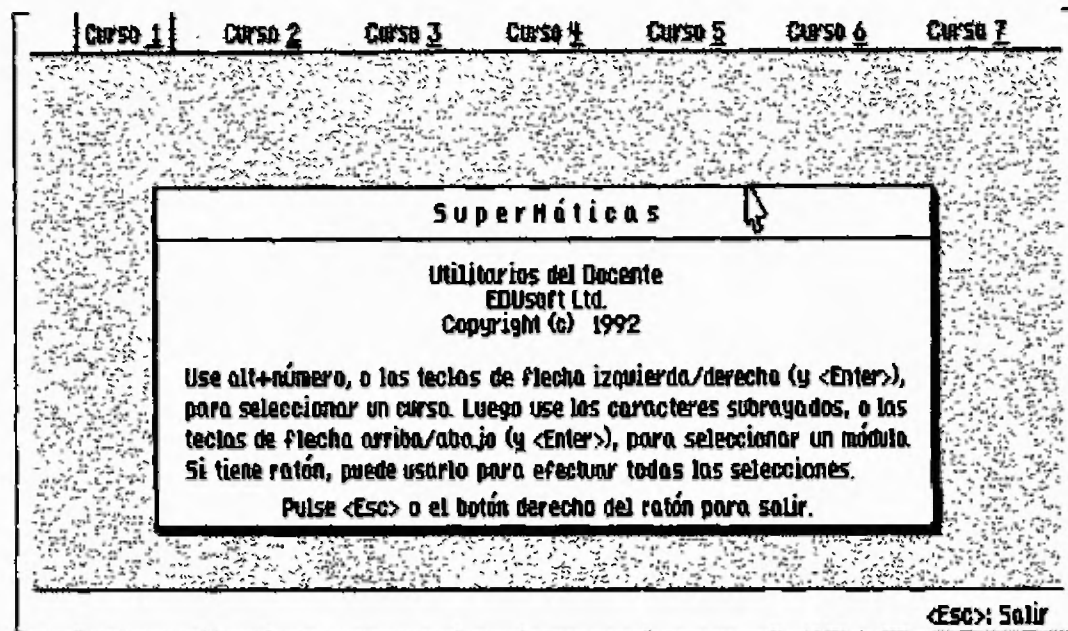 Curso 1 Curso 2 Curso 3 Curso 4 Curso 5 Curso 6 Curso 7
SuperMáticas
Utilitarios del Docente
EDUsoft Ltd.
Copyright (c) 1992
Use alt+número, o las teclas de flecha izquierda/derecha (y <Enter>),
para seleccionar un curso. Luego use los caracteres subrayados, o las
teclas de flecha arriba/abajo (y <Enter>), para seleccionar un módulo.
Si tiene ratón, puede usarlo para efectuar todas las selecciones.
Pulse <Esc> o el botón derecho del ratón para salir.
<Esc>: Salir